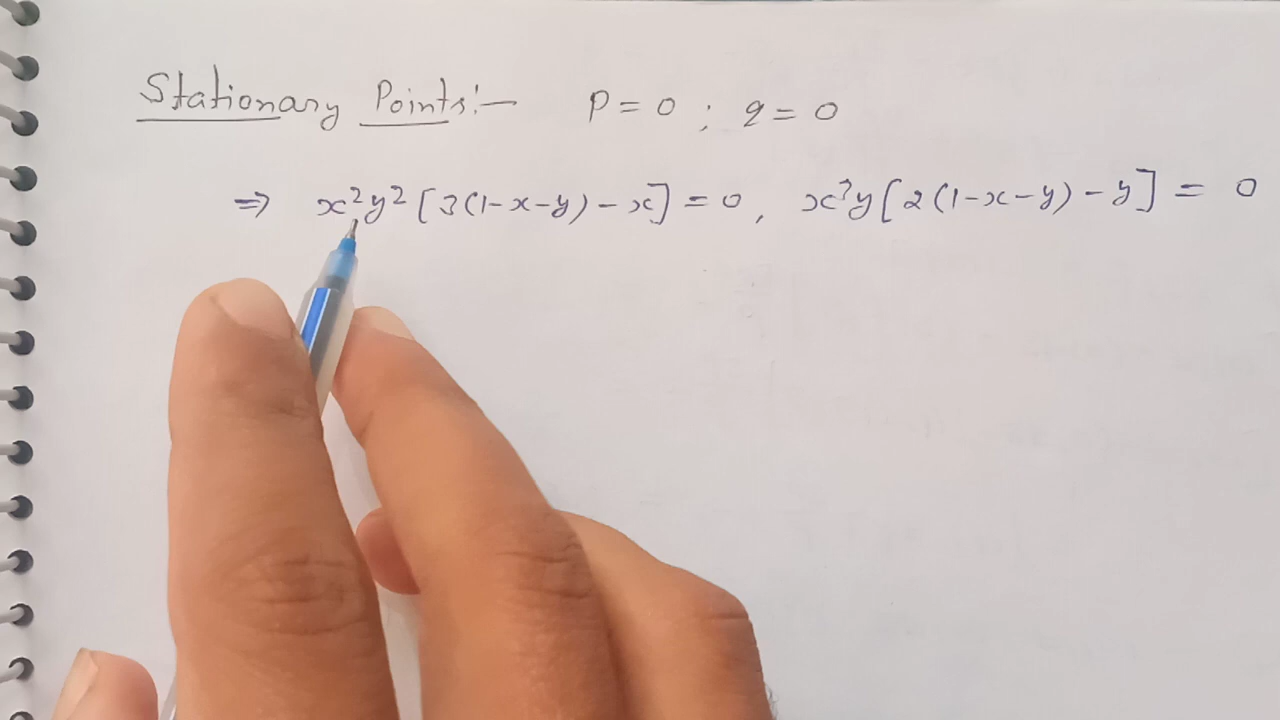 Stationary Points:- p = 0 ; q = 0
⇒ x²y² [3(1-x-y) - x] = 0, x³y [2(1-x-y) - y] = 0